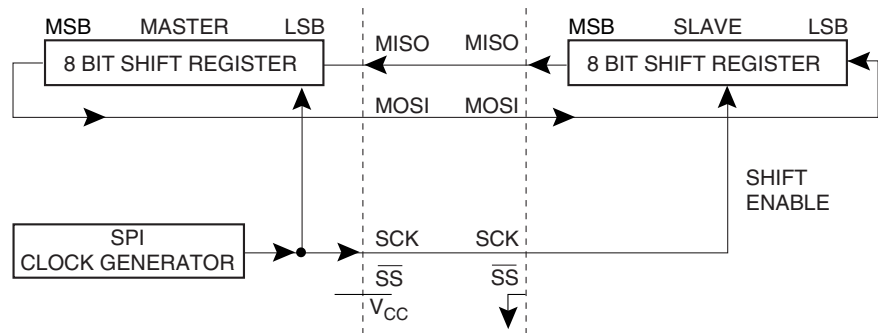 MSB MASTER LSB
MISO MISO
MSB SLAVE LSB
8 BIT SHIFT REGISTER
8 BIT SHIFT REGISTER
MOSI MOSI
SHIFT
ENABLE
SPI
CLOCK GENERATOR
SCK SCK
SS SS
VCC